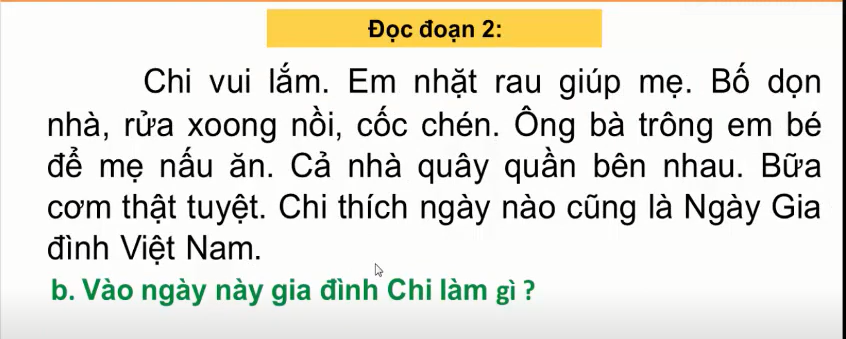 Đọc đoạn 2:
Chi vui lắm. Em nhặt rau giúp mẹ. Bố dọn
nhà, rửa xoong nồi, cốc chén. Ông bà trông em bé
để mẹ nấu ăn. Cả nhà quây quần bên nhau. Bữa
cơm thật tuyệt. Chi thích ngày nào cũng là Ngày Gia
đình Việt Nam.
b. Vào ngày này gia đình Chi làm gì ?